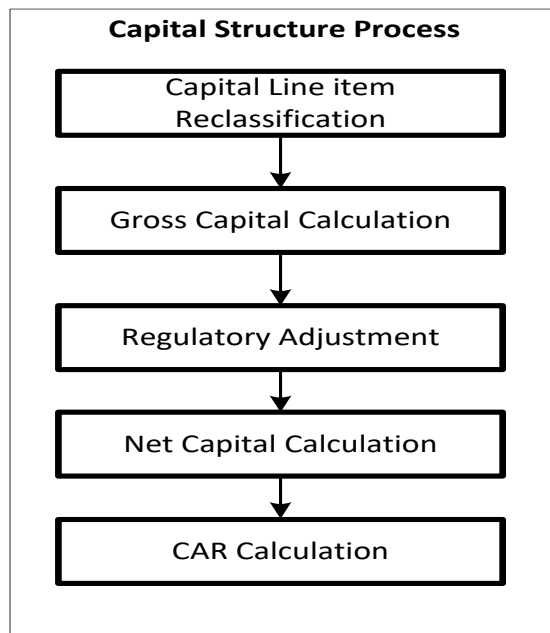 Capital Structure Process
Capital Line item
Reclassification
Gross Capital Calculation
Regulatory Adjustment
Net Capital Calculation
CAR Calculation